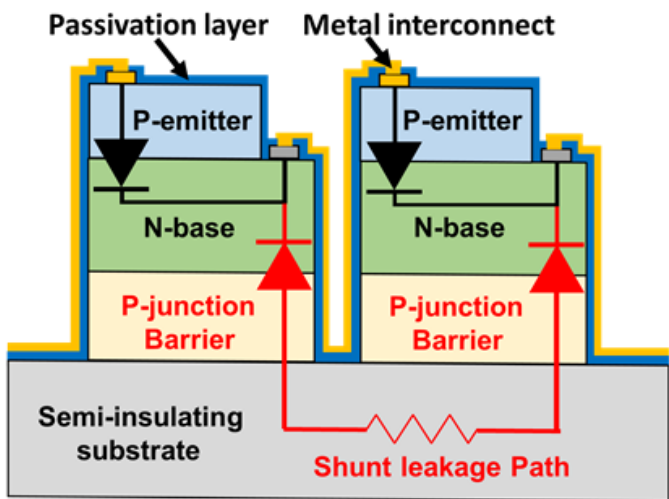 Passivation layer
Metal interconnect
P-emitter
P-emitter
N-base
N-base
P-junction
Barrier
P-junction
Barrier
Semi-insulating
substrate
Shunt leakage Path